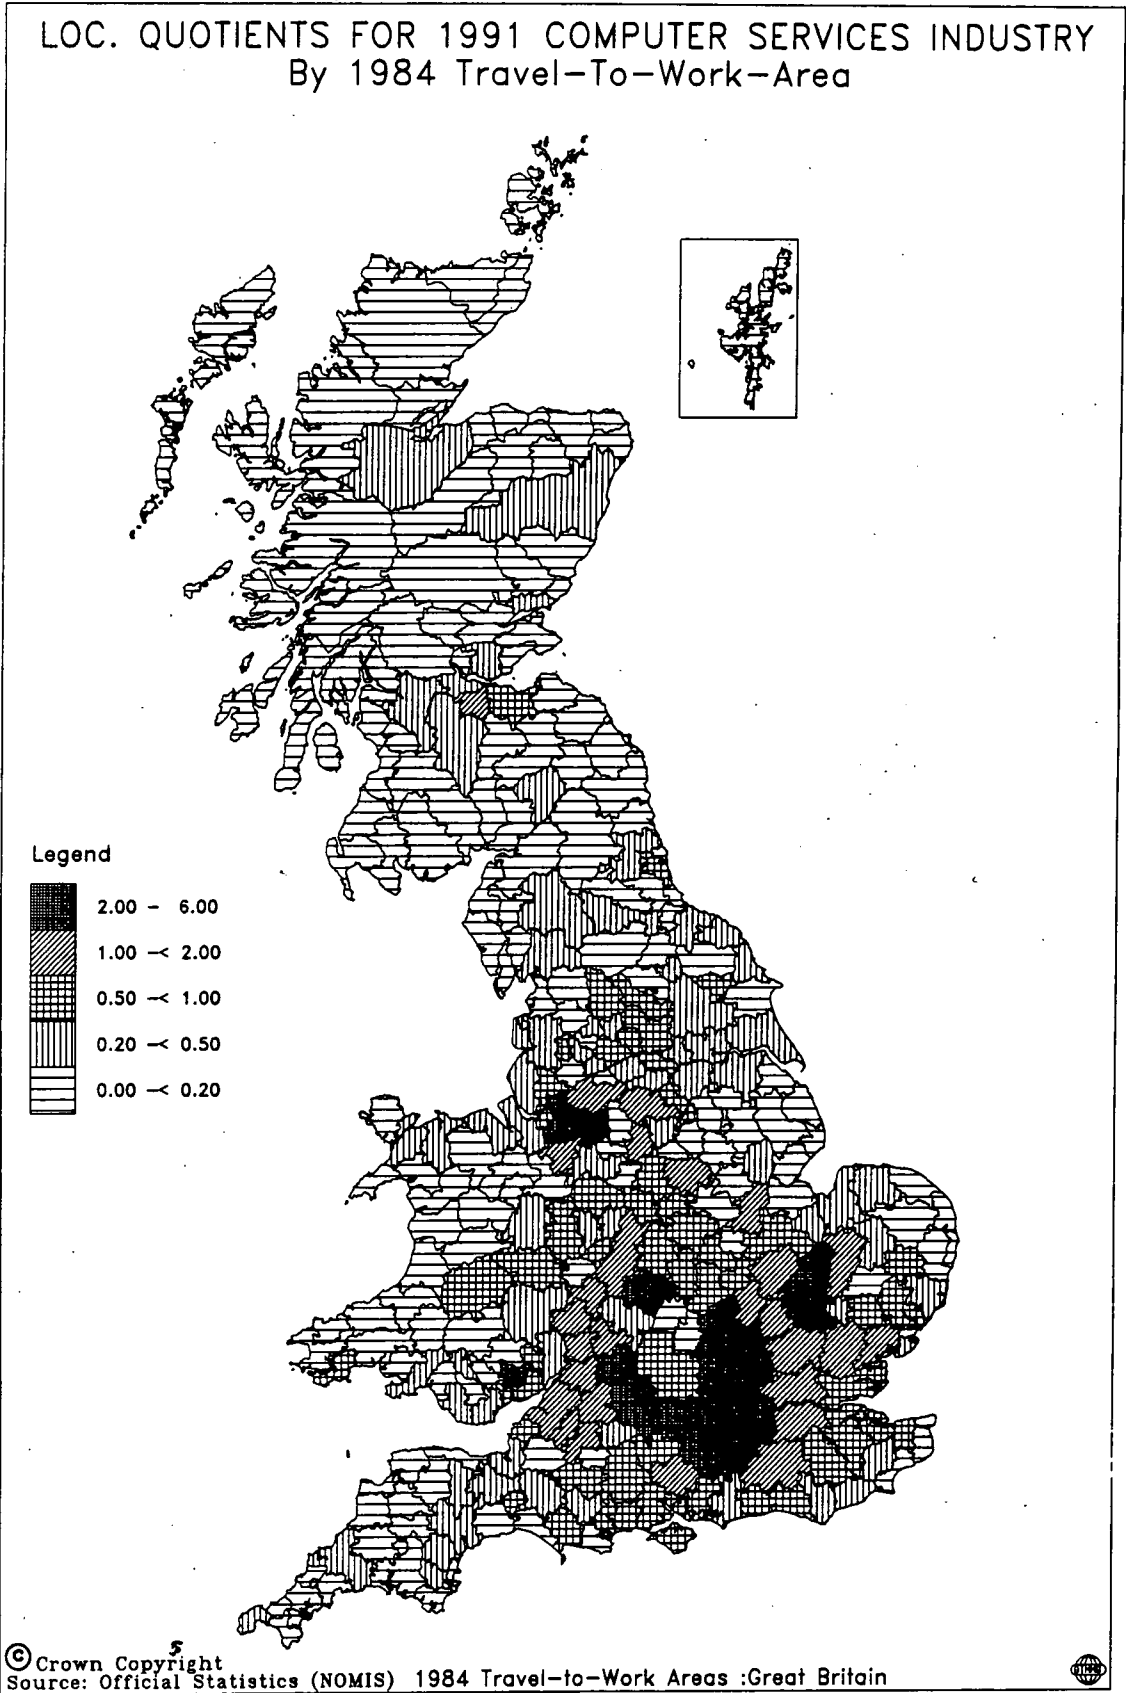 LOC. QUOTIENTS FOR 1991 COMPUTER SERVICES INDUSTRY
By 1984 Travel-To-Work-Area
Legend
2.00 - 6.00
1.00 -< 2.00
0.50 -< 1.00
0.20 -< 0.50
0.00 -< 0.20
© Crown Copyright
Source: Official Statistics (NOMIS) 1984 Travel-to-Work Areas :Great Britain